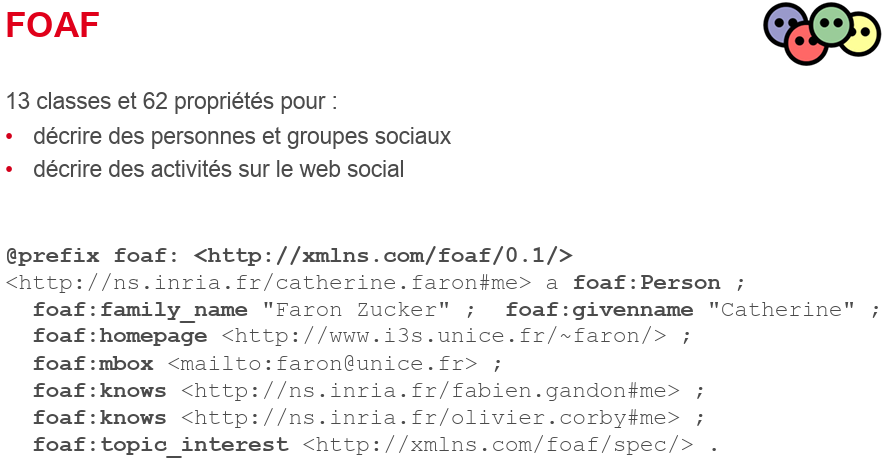 FOAF
13 classes et 62 propriétés pour :
• décrire des personnes et groupes sociaux
• décrire des activités sur le web social
@prefix foaf: <http://xmlns.com/foaf/0.1/>
<http://ns.inria.fr/catherine.faron#me> a foaf:Person ;
foaf:family_name "Faron Zucker" ; foaf:givenname "Catherine" ;
foaf:homepage <http://www.i3s.unice.fr/~faron/> ;
foaf:mbox <mailto:faron@unice.fr> ;
foaf:knows <http://ns.inria.fr/fabien.gandon#me> ;
foaf:knows <http://ns.inria.fr/olivier.corby#me> ;
foaf:topic_interest <http://xmlns.com/foaf/spec/> .